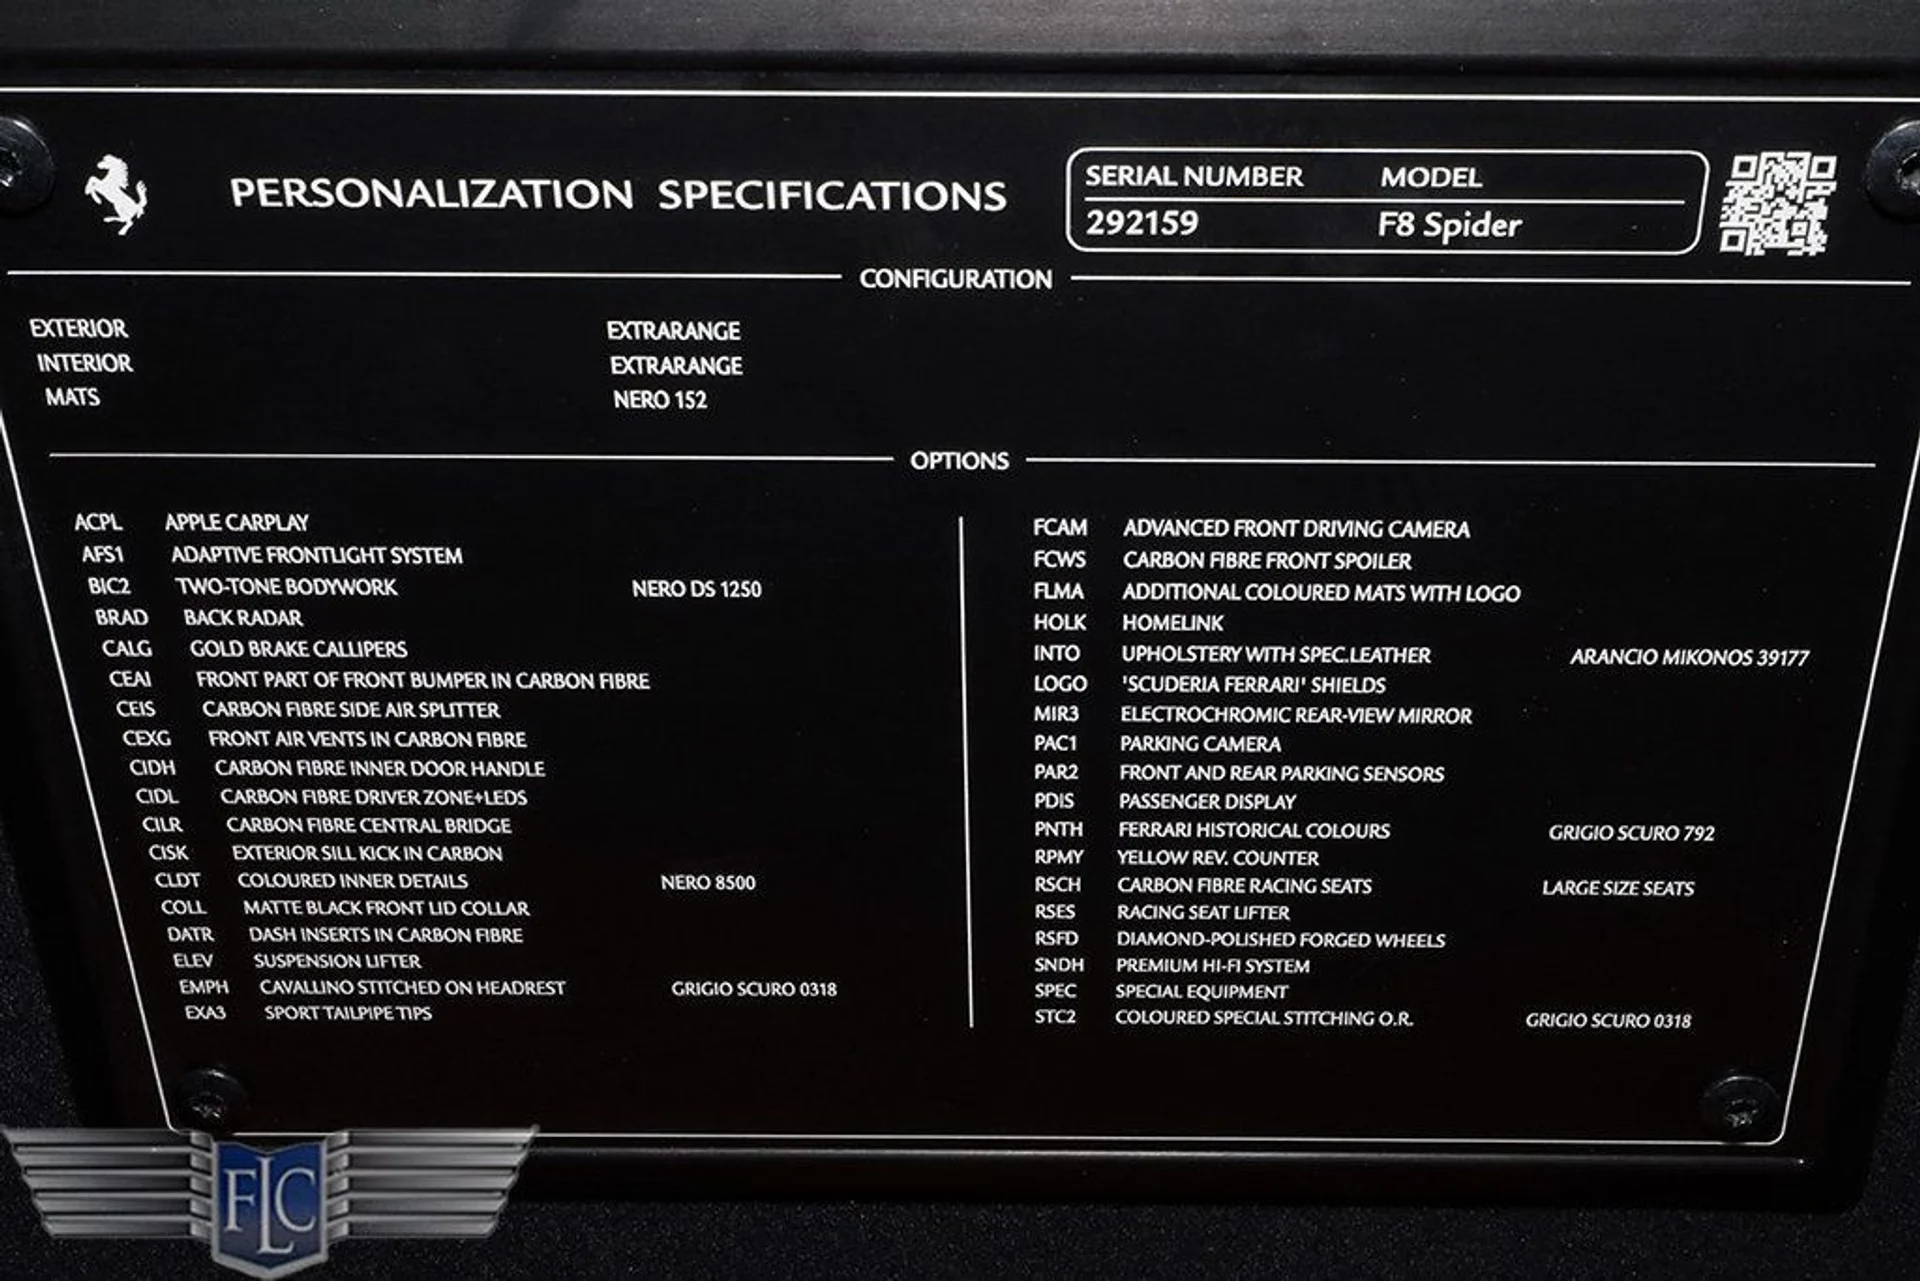 PERSONALIZATION SPECIFICATIONS
SERIAL NUMBER MODEL
292159 F8 Spider
CONFIGURATION
EXTERIOR EXTRARANGE
INTERIOR EXTRARANGE
MATS NERO 152
OPTIONS
ACPL APPLE CARPLAY
AFS1 ADAPTIVE FRONTLIGHT SYSTEM
BIC2 TWO-TONE BODYWORK NERO DS 1250
BRAD BACK RADAR
CALG GOLD BRAKE CALLIPERS
CEAI FRONT PART OF FRONT BUMPER IN CARBON FIBRE
CEIS CARBON FIBRE SIDE AIR SPLITTER
CEXG FRONT AIR VENTS IN CARBON FIBRE
CIDH CARBON FIBRE INNER DOOR HANDLE
CIDL CARBON FIBRE DRIVER ZONE+LEDS
CILR CARBON FIBRE CENTRAL BRIDGE
CISK EXTERIOR SILL KICK IN CARBON
CLDT COLOURED INNER DETAILS NERO 8500
COLL MATTE BLACK FRONT LID COLLAR
DATR DASH INSERTS IN CARBON FIBRE
ELEV SUSPENSION LIFTER
EMPH CAVALLINO STITCHED ON HEADREST GRIGIO SCURO 0318
EXA3 SPORT TAILPIPE TIPS
FCAM ADVANCED FRONT DRIVING CAMERA
FCWS CARBON FIBRE FRONT SPOILER
FLMA ADDITIONAL COLOURED MATS WITH LOGO
HOLK HOMELINK
INTO UPHOLSTERY WITH SPEC.LEATHER ARANCIO MIKONOS 39177
LOGO 'SCUDERIA FERRARI' SHIELDS
MIR3 ELECTROCHROMIC REAR-VIEW MIRROR
PAC1 PARKING CAMERA
PAR2 FRONT AND REAR PARKING SENSORS
PDIS PASSENGER DISPLAY
PNTH FERRARI HISTORICAL COLOURS GRIGIO SCURO 792
RPMY YELLOW REV. COUNTER
RSCH CARBON FIBRE RACING SEATS LARGE SIZE SEATS
RSES RACING SEAT LIFTER
RSFD DIAMOND-POLISHED FORGED WHEELS
SNDH PREMIUM HI-FI SYSTEM
SPEC SPECIAL EQUIPMENT
STC2 COLOURED SPECIAL STITCHING O.R. GRIGIO SCURO 0318
FLC